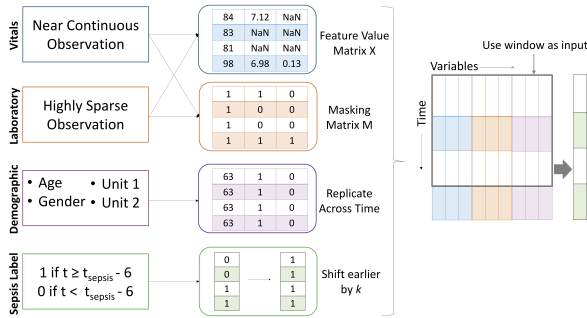 Vitals
Near Continuous
Observation
84 7.12 NaN
83 NaN NaN
81 NaN NaN
98 6.98 0.13
Feature Value
Matrix X
Laboratory
Highly Sparse
Observation
1 1 0
1 0 0
1 0 0
1 1 1
Masking
Matrix M
Demographic
• Age • Unit 1
• Gender • Unit 2
63 1 0
63 1 0
63 1 0
63 1 0
Replicate
Across Time
Sepsis Label
1 if t ≥ tsepsis - 6
0 if t < tsepsis - 6
0 1
0 1
1 1
1 1
Shift earlier
by k
Use window as input
Variables
Time